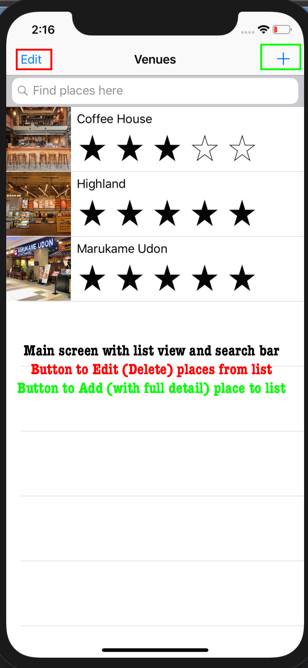 2:16
Edit
Venues
+
Find places here
Coffee House
Highland
Marukame Udon
MARUKAME UDON
Main screen with list view and search bar
Button to Edit (Delete) places from list
Button to Add (with full detail) place to list